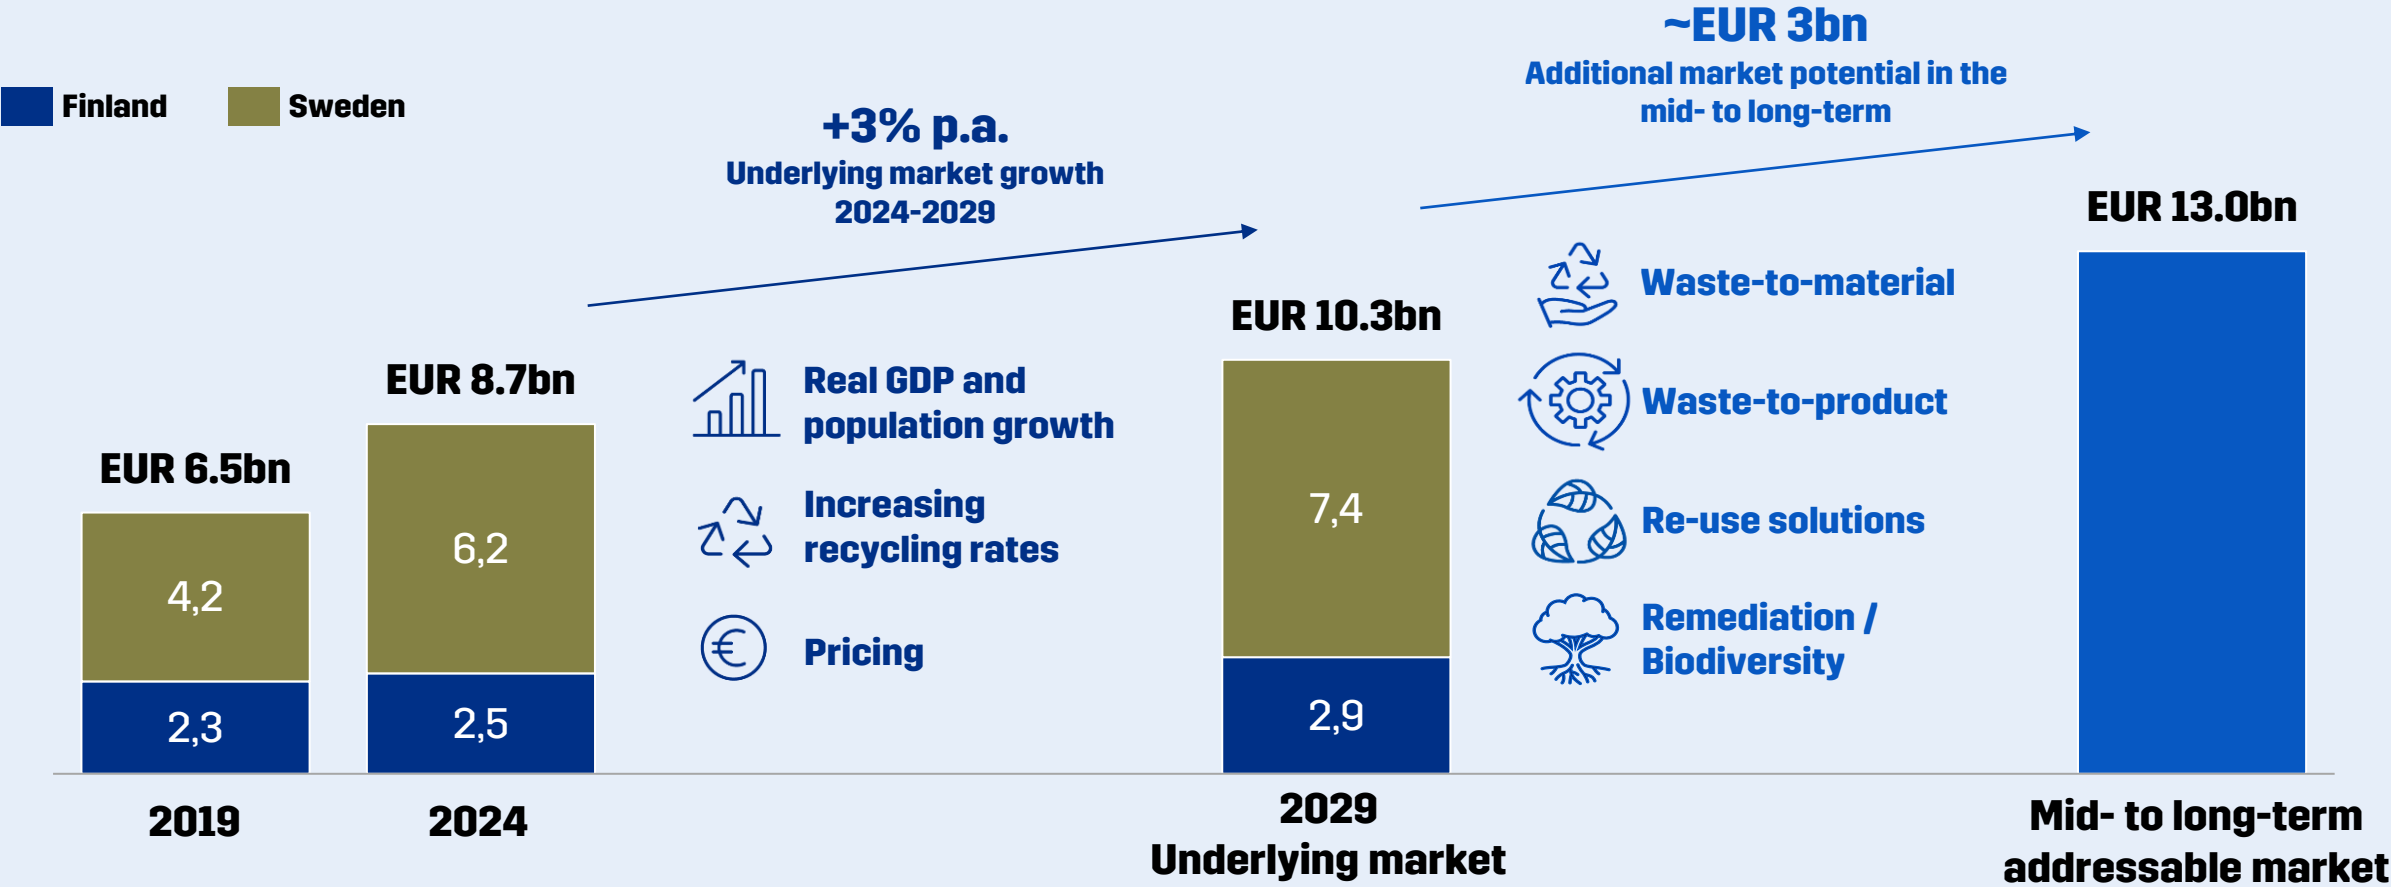 Finland
Sweden
+3% p.a.
Underlying market growth
2024-2029
~EUR 3bn
Additional market potential in the
mid- to long-term
EUR 6.5bn
4,2
2,3
2019
EUR 8.7bn
6,2
2,5
2024
Real GDP and
population growth
Increasing
recycling rates
€
Pricing
EUR 10.3bn
7,4
2,9
2029
Underlying market
Waste-to-material
Waste-to-product
Re-use solutions
Remediation /
Biodiversity
EUR 13.0bn
Mid- to long-term
addressable market